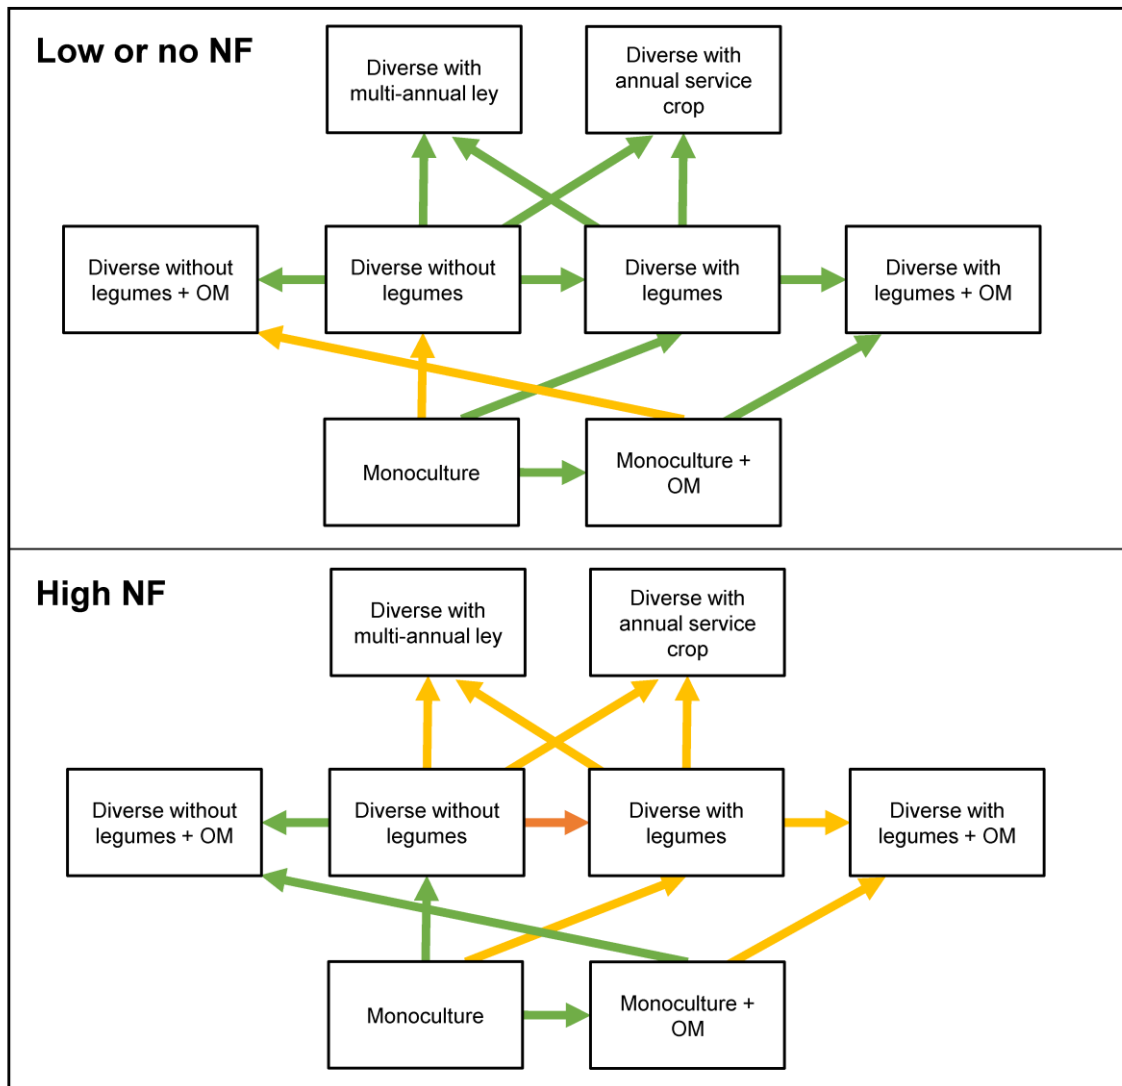 Low or no NF
Diverse with
multi-annual ley
Diverse with
annual service
crop
Diverse without
legumes + OM
Diverse without
legumes
Diverse with
legumes
Diverse with
legumes + OM
Monoculture
Monoculture +
OM
High NF
Diverse with
multi-annual ley
Diverse with
annual service
crop
Diverse without
legumes + OM
Diverse without
legumes
Diverse with
legumes
Diverse with
legumes + OM
Monoculture
Monoculture +
OM